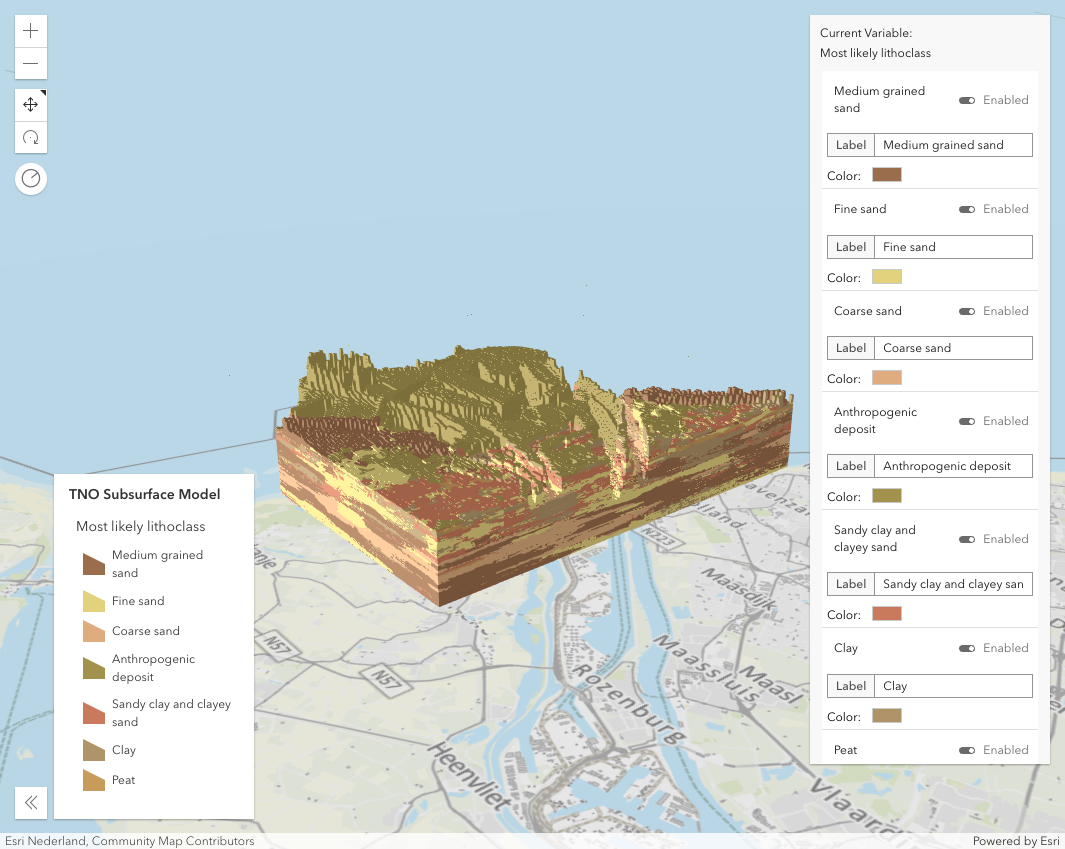 Current Variable:
Most likely lithoclass
Medium grained
sand
Enabled
Label
Medium grained sand
Color:
Fine sand
Enabled
Label
Fine sand
Color:
Coarse sand
Enabled
Label
Coarse sand
Color:
Anthropogenic
deposit
Enabled
Label
Anthropogenic deposit
Color:
Sandy clay and
clayey sand
Enabled
Label
Sandy clay and clayey san
Color:
Clay
Enabled
Label
Clay
Color:
Peat
Enabled
TNO Subsurface Model
Most likely lithoclass
Medium grained
sand
Fine sand
Coarse sand
Anthropogenic
deposit
Sandy clay and clayey
sand
Clay
Peat
N223
Maasdijk
Maassluis
Maasl
N57
N57
Rozenburg
Heenvliet
Vlaardi
Esri Nederland, Community Map Contributors
Powered by Esri